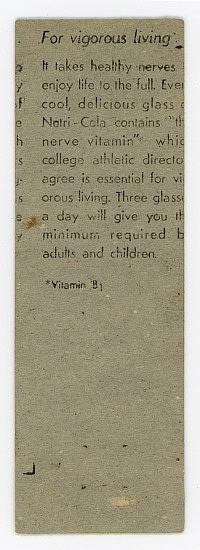 For vigorous living*.
It takes healthy nerves
enjoy life to the full. Ever
cool, delicious glass o
Nutri-Cola contains "th
nerve vitamin" whic
college athletic directo
agree is essential for vi
orous living. Three glasse
a day will give you th
minimum required b
adults and children.
*Vitamin B₁